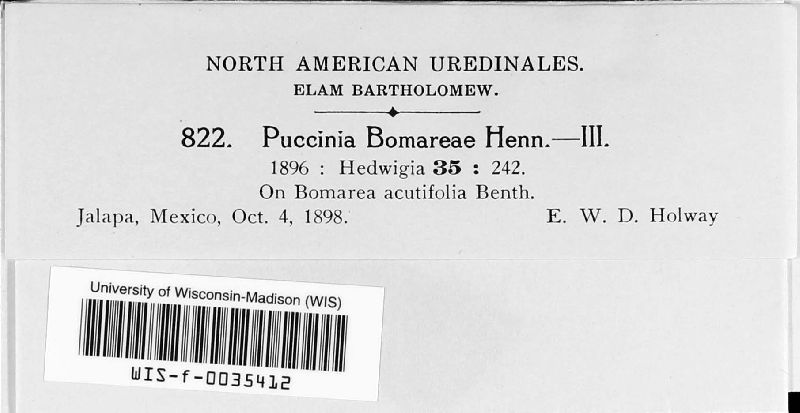 NORTH AMERICAN UREDINALES.
ELAM BARTHOLOMEW.
822. Puccinia Bomareae Henn.—III.
1896 : Hedwigia 35 : 242.
On Bomarea acutifolia Benth.
Jalapa, Mexico, Oct. 4, 1898. E. W. D. Holway
University of Wisconsin-Madison (WIS)
WIS-f-0035412